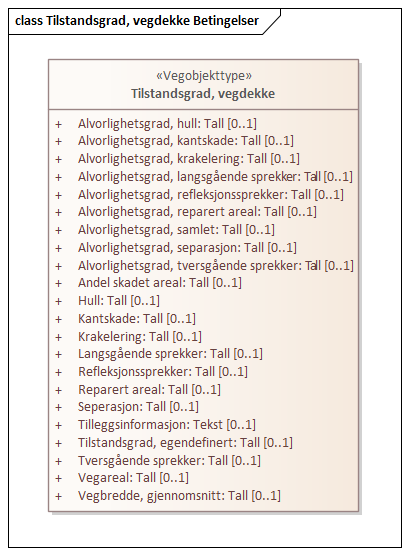 class Tilstandsgrad, vegdekke Betingelser
«Vegobjekttype»
Tilstandsgrad, vegdekke
+ Alvorlighetsgrad, hull: Tall [0..1]
+ Alvorlighetsgrad, kantskade: Tall [0..1]
+ Alvorlighetsgrad, krakelering: Tall [0..1]
+ Alvorlighetsgrad, langsgående sprekker: Tall [0..1]
+ Alvorlighetsgrad, refleksjonssprekker: Tall [0..1]
+ Alvorlighetsgrad, reparert areal: Tall [0..1]
+ Alvorlighetsgrad, samlet: Tall [0..1]
+ Alvorlighetsgrad, separasjon: Tall [0..1]
+ Alvorlighetsgrad, tversgående sprekker: Tall [0..1]
+ Andel skadet areal: Tall [0..1]
+ Hull: Tall [0..1]
+ Kantskade: Tall [0..1]
+ Krakelering: Tall [0..1]
+ Langsgående sprekker: Tall [0..1]
+ Refleksjonssprekker: Tall [0..1]
+ Reparert areal: Tall [0..1]
+ Seperasjon: Tall [0..1]
+ Tilleggsinformasjon: Tekst [0..1]
+ Tilstandsgrad, egendefinert: Tall [0..1]
+ Tversgående sprekker: Tall [0..1]
+ Vegareal: Tall [0..1]
+ Vegbredde, gjennomsnitt: Tall [0..1]